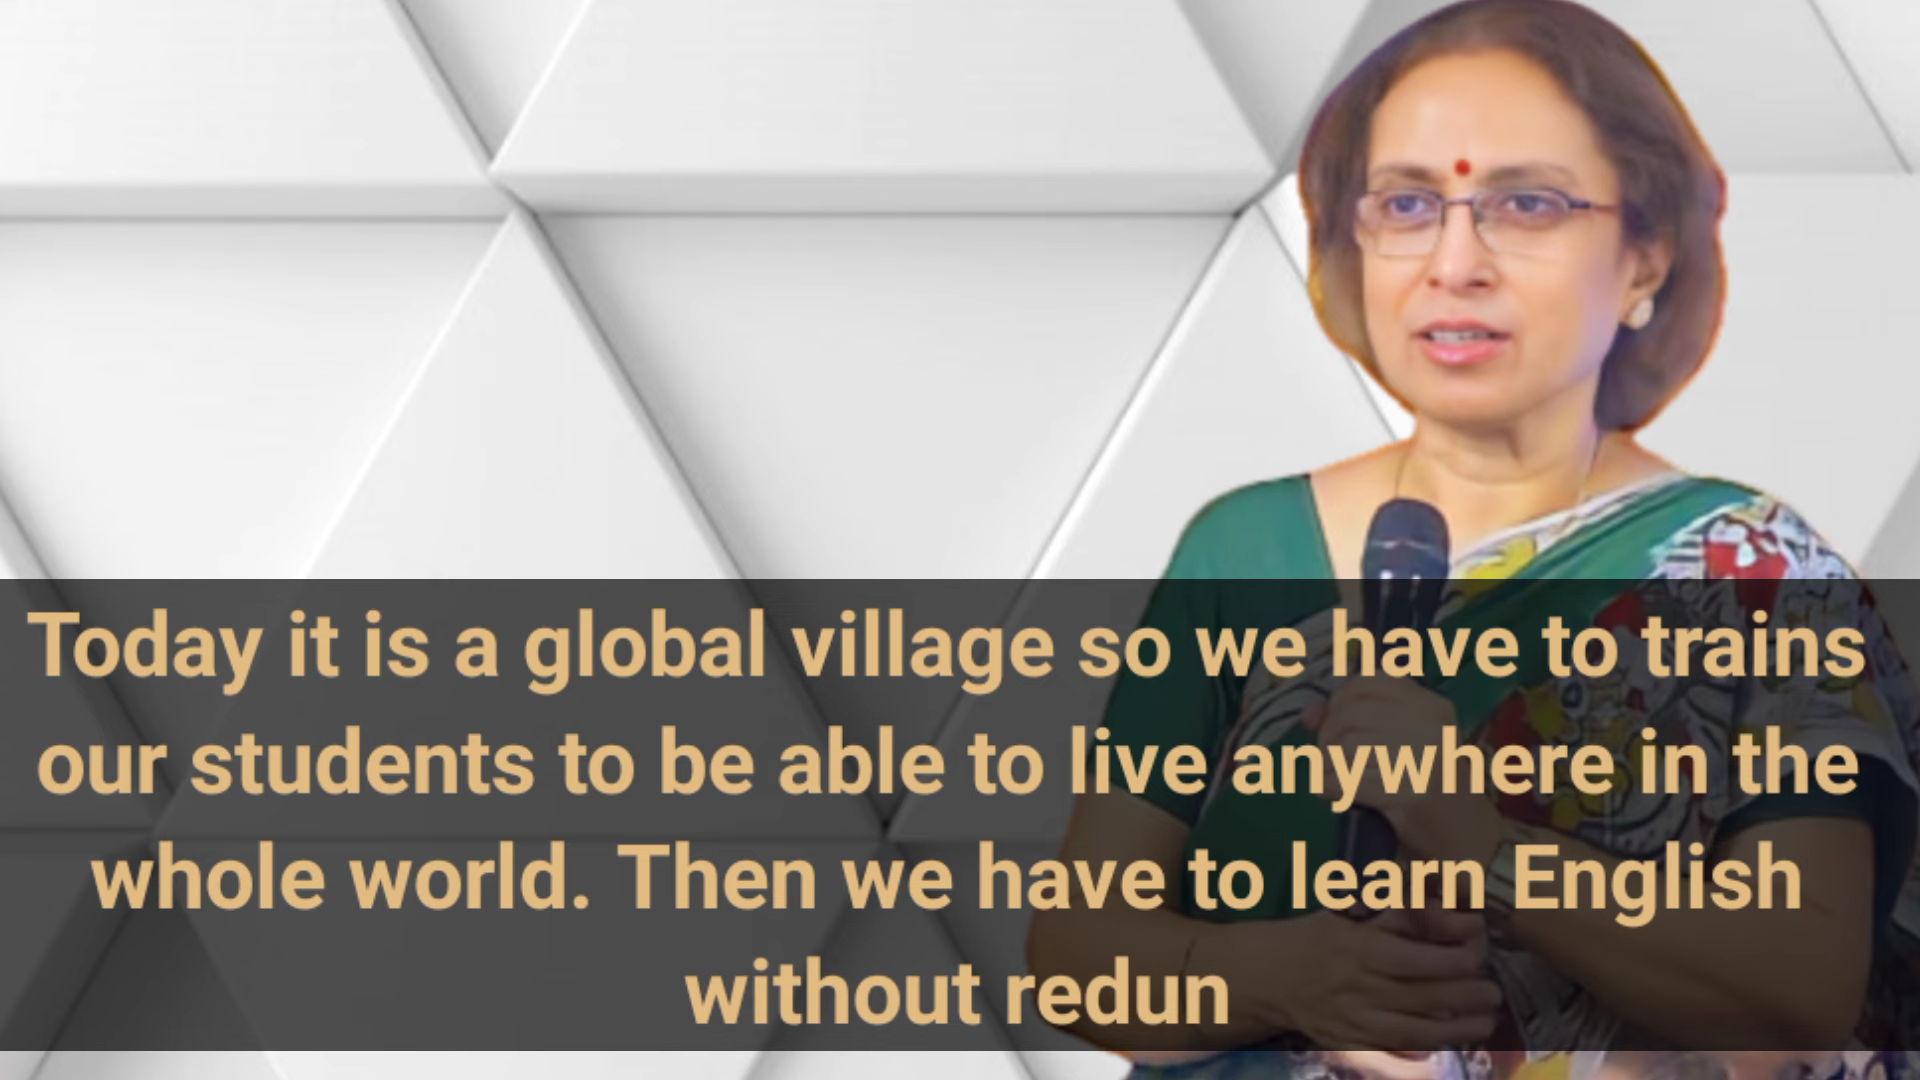 Today it is a global village so we have to trains
our students to be able to live anywhere in the
whole world. Then we have to learn English
without redun